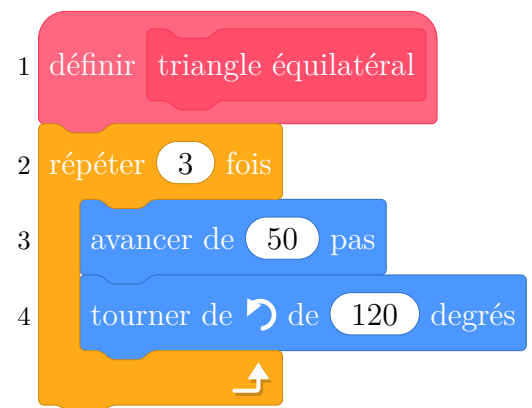 1 définir triangle équilatéral
2 répéter 3 fois
3 avancer de 50 pas
4 tourner de de 120 degrés